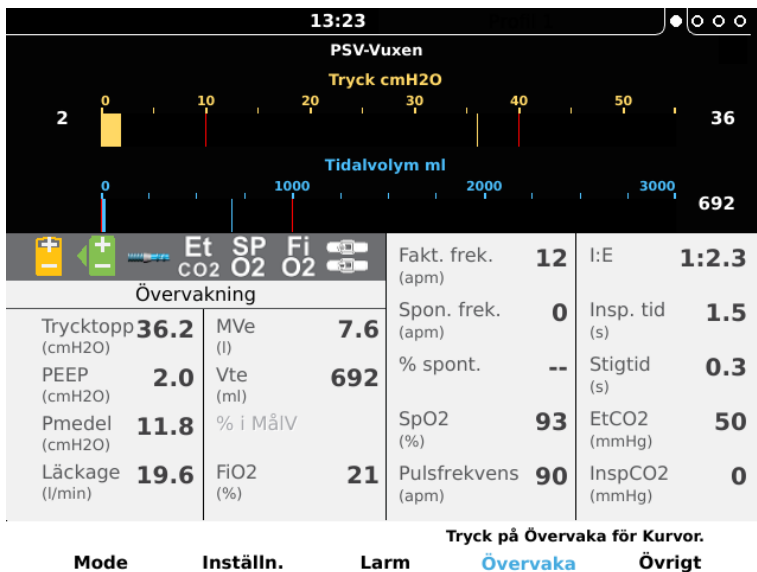 13:23
PSV-Vuxen
Tryck cmH2O
0 10 20 30 40 50
2 36
Tidalvolym ml
0 1000 2000 3000
692
Et CO2 SP O2 Fi O2
Övervakning
Trycktopp 36.2
(cmH2O)
PEEP 2.0
(cmH2O)
Pmedel 11.8
(cmH2O)
Läckage 19.6
(l/min)
MVe 7.6
(l)
Vte 692
(ml)
% i MålV
FiO2 21
(%)
Fakt. frek. 12
(apm)
Spon. frek. 0
(apm)
% spont. --
SpO2 93
(%)
Pulsfrekvens 90
(apm)
I:E 1:2.3
Insp. tid 1.5
(s)
Stigtid 0.3
(s)
EtCO2 50
(mmHg)
InspCO2 0
(mmHg)
Tryck på Övervaka för Kurvor.
Mode Inställn. Larm Övervaka Övrigt